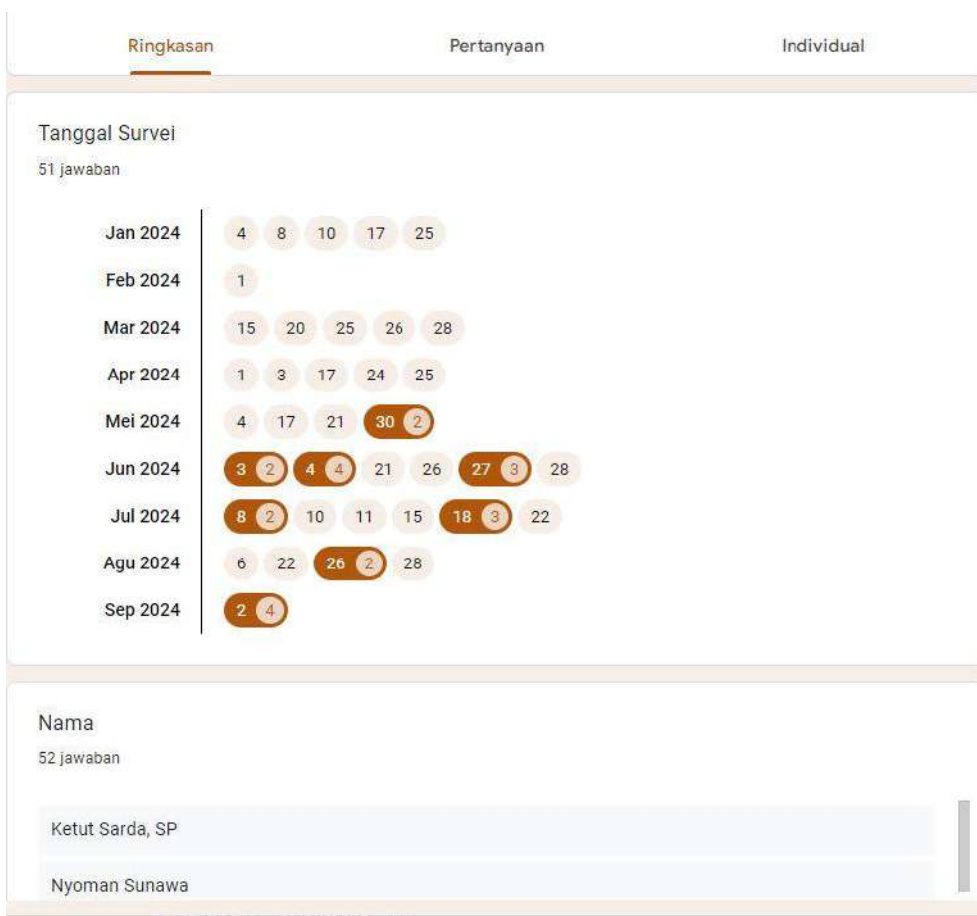 Ringkasan Pertanyaan Individual
Tanggal Survei
51 jawaban
Jan 2024 4 8 10 17 25
Feb 2024 1
Mar 2024 15 20 25 26 28
Apr 2024 1 3 17 24 25
Mei 2024 4 17 21 30 2
Jun 2024 3 2 4 4 21 26 27 3 28
Jul 2024 8 2 10 11 15 18 3 22
Agu 2024 6 22 26 2 28
Sep 2024 2 4
Nama
52 jawaban
Ketut Sarda, SP
Nyoman Sunawa